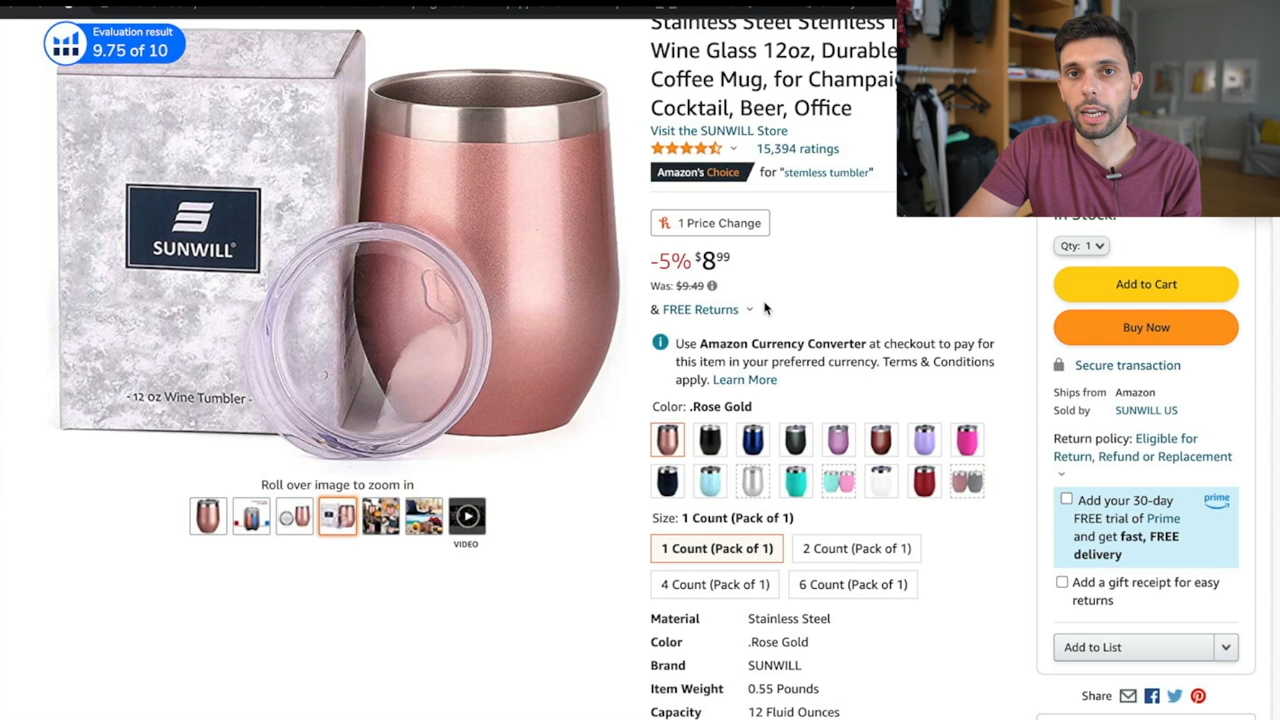 Evaluation result
9.75 of 10
SUNWILL®
- 12 oz Wine Tumbler -
Roll over image to zoom in
VIDEO
Stainless Steel Stemless
Wine Glass 12oz, Durable
Coffee Mug, for
Cocktail, Beer, Office
Visit the SUNWILL Store
15,394 ratings
Amazon's Choice for "stemless tumbler"
1 Price Change
-5% $899
Was: $9.49
& FREE Returns
Use Amazon Currency Converter at checkout to pay for
this item in your preferred currency. Terms & Conditions
apply. Learn More
Color: .Rose Gold
Size: 1 Count (Pack of 1)
1 Count (Pack of 1)
2 Count (Pack of 1)
4 Count (Pack of 1)
6 Count (Pack of 1)
Material Stainless Steel
Color .Rose Gold
Brand SUNWILL
Item Weight 0.55 Pounds
Capacity 12 Fluid Ounces
In Stock.
Qty: 1
Add to Cart
Buy Now
Secure transaction
Ships from Amazon
Sold by SUNWILL US
Return policy: Eligible for
Return, Refund or Replacement
Add your 30-day
FREE trial of Prime
and get fast, FREE
delivery
prime
Add a gift receipt for easy
returns
Add to List
Share